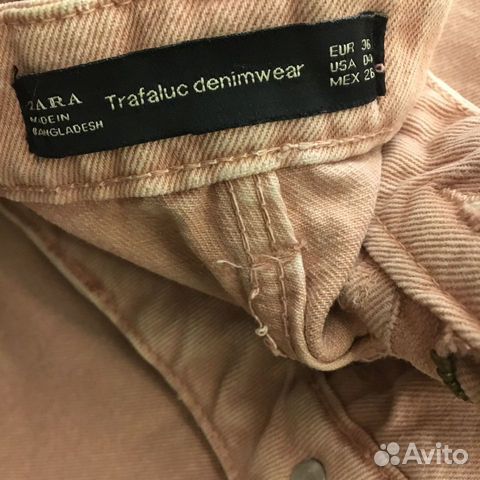 ZARA
MADE IN
BANGLADESH
Trafaluc denimwear
EUR 36
USA 04
MEX 26
Avito